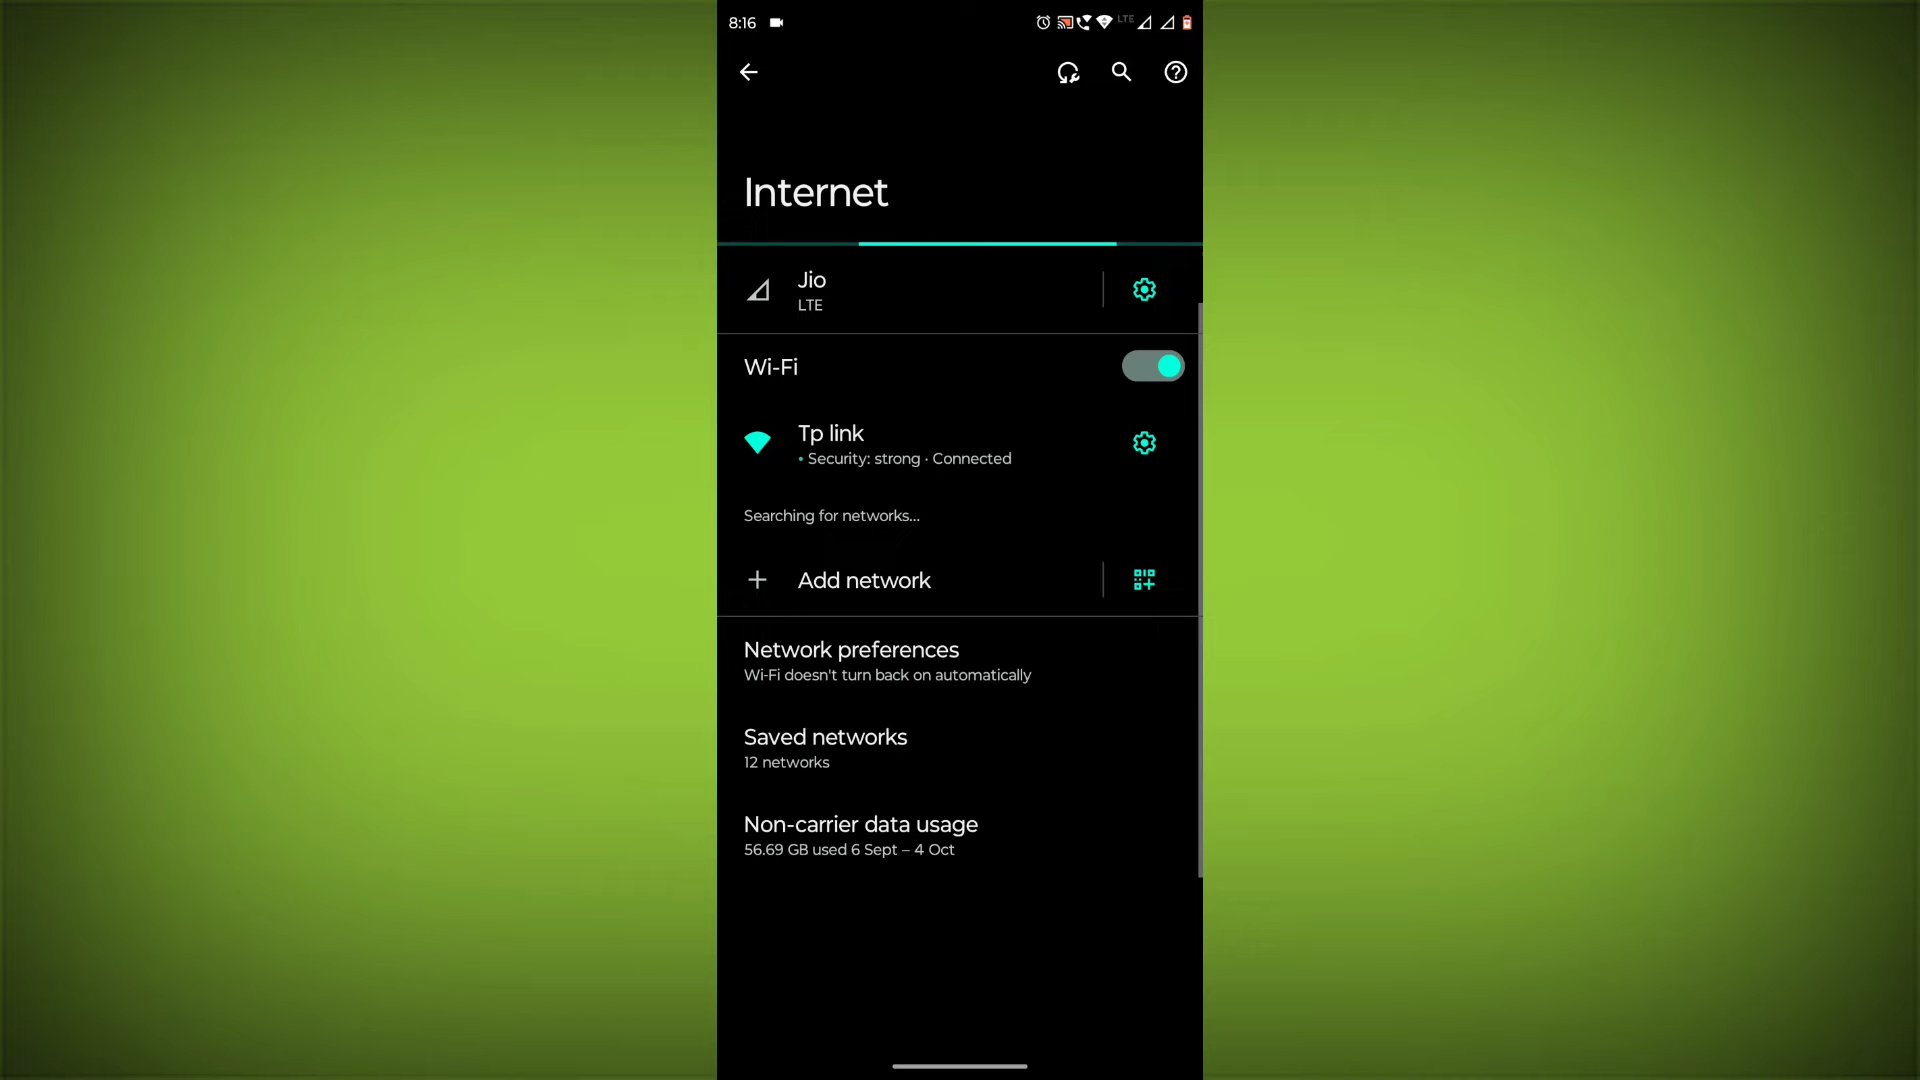 8:16
LTE
Internet
Jio
LTE
Wi-Fi
Tp link
• Security: strong · Connected
Searching for networks...
Add network
Network preferences
Wi-Fi doesn't turn back on automatically
Saved networks
12 networks
Non-carrier data usage
56.69 GB used 6 Sept – 4 Oct